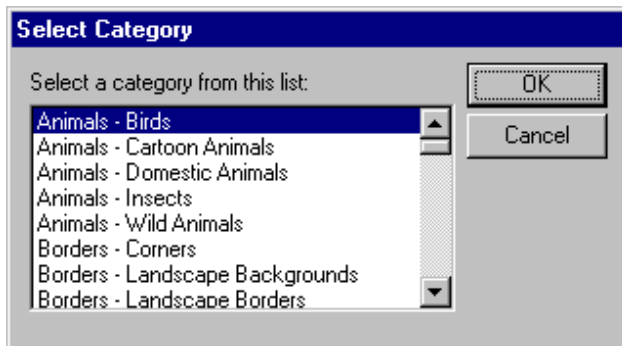 Select Category
Select a category from this list:
OK
Animals - Birds
Cancel
Animals - Cartoon Animals
Animals - Domestic Animals
Animals - Insects
Animals - Wild Animals
Borders - Corners
Borders - Landscape Backgrounds
Borders - Landscape Borders